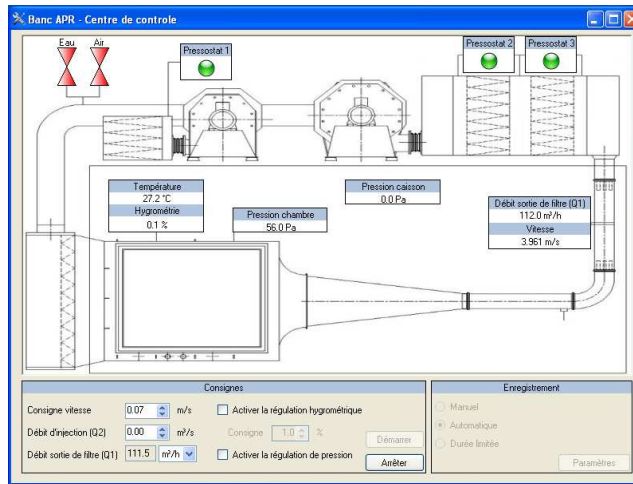 Banc APR - Centre de controle
Eau Air
Pressostat 1
Pressostat 2 Pressostat 3
Température
27.2 °C
Hygrométrie
0.1 %
Pression chambre
56.0 Pa
Pression caisson
0.0 Pa
Débit sortie de filtre (Q1)
112.0 m³/h
Vitesse
3.961 m/s
Consignes
Consigne vitesse 0.07 m/s Activer la régulation hygrométrique
Débit d'injection (Q2) 0.00 m³/s Consigne 1.0 % Démarrer
Débit sortie de filtre (Q1) 111.5 m³/h Activer la régulation de pression Arrêter
Enregistrement
Manuel
Automatique
Durée limitée
Paramètres